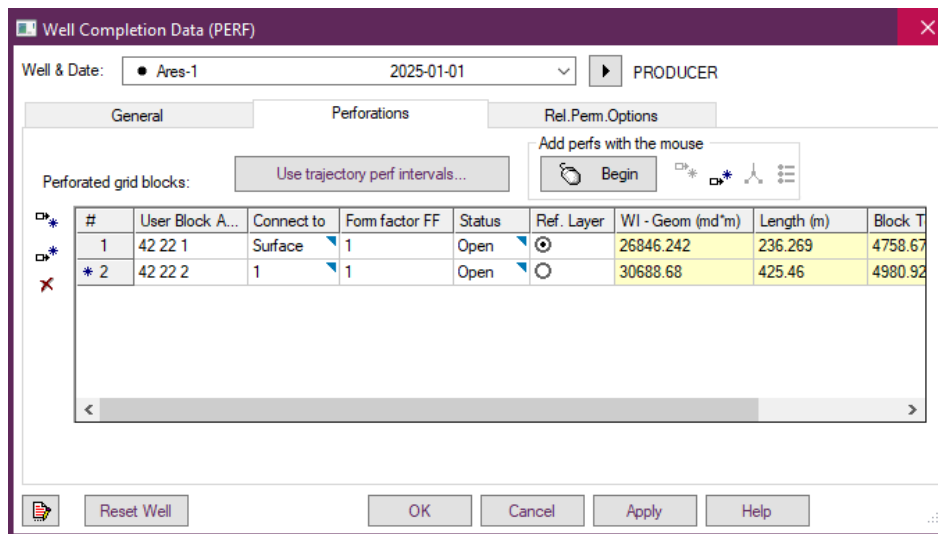 Well Completion Data (PERF)
Well & Date: Ares-1 2025-01-01 PRODUCER
General Perforations Rel.Perm.Options
Add perfs with the mouse
Perforated grid blocks: Use trajectory perf intervals... Begin
# User Block A... Connect to Form factor FF Status Ref. Layer WI - Geom (md*m) Length (m) Block T
1 42 22 1 Surface 1 Open 26846.242 236.269 4758.67
* 2 42 22 2 1 1 Open 30688.68 425.46 4980.92
Reset Well OK Cancel Apply Help